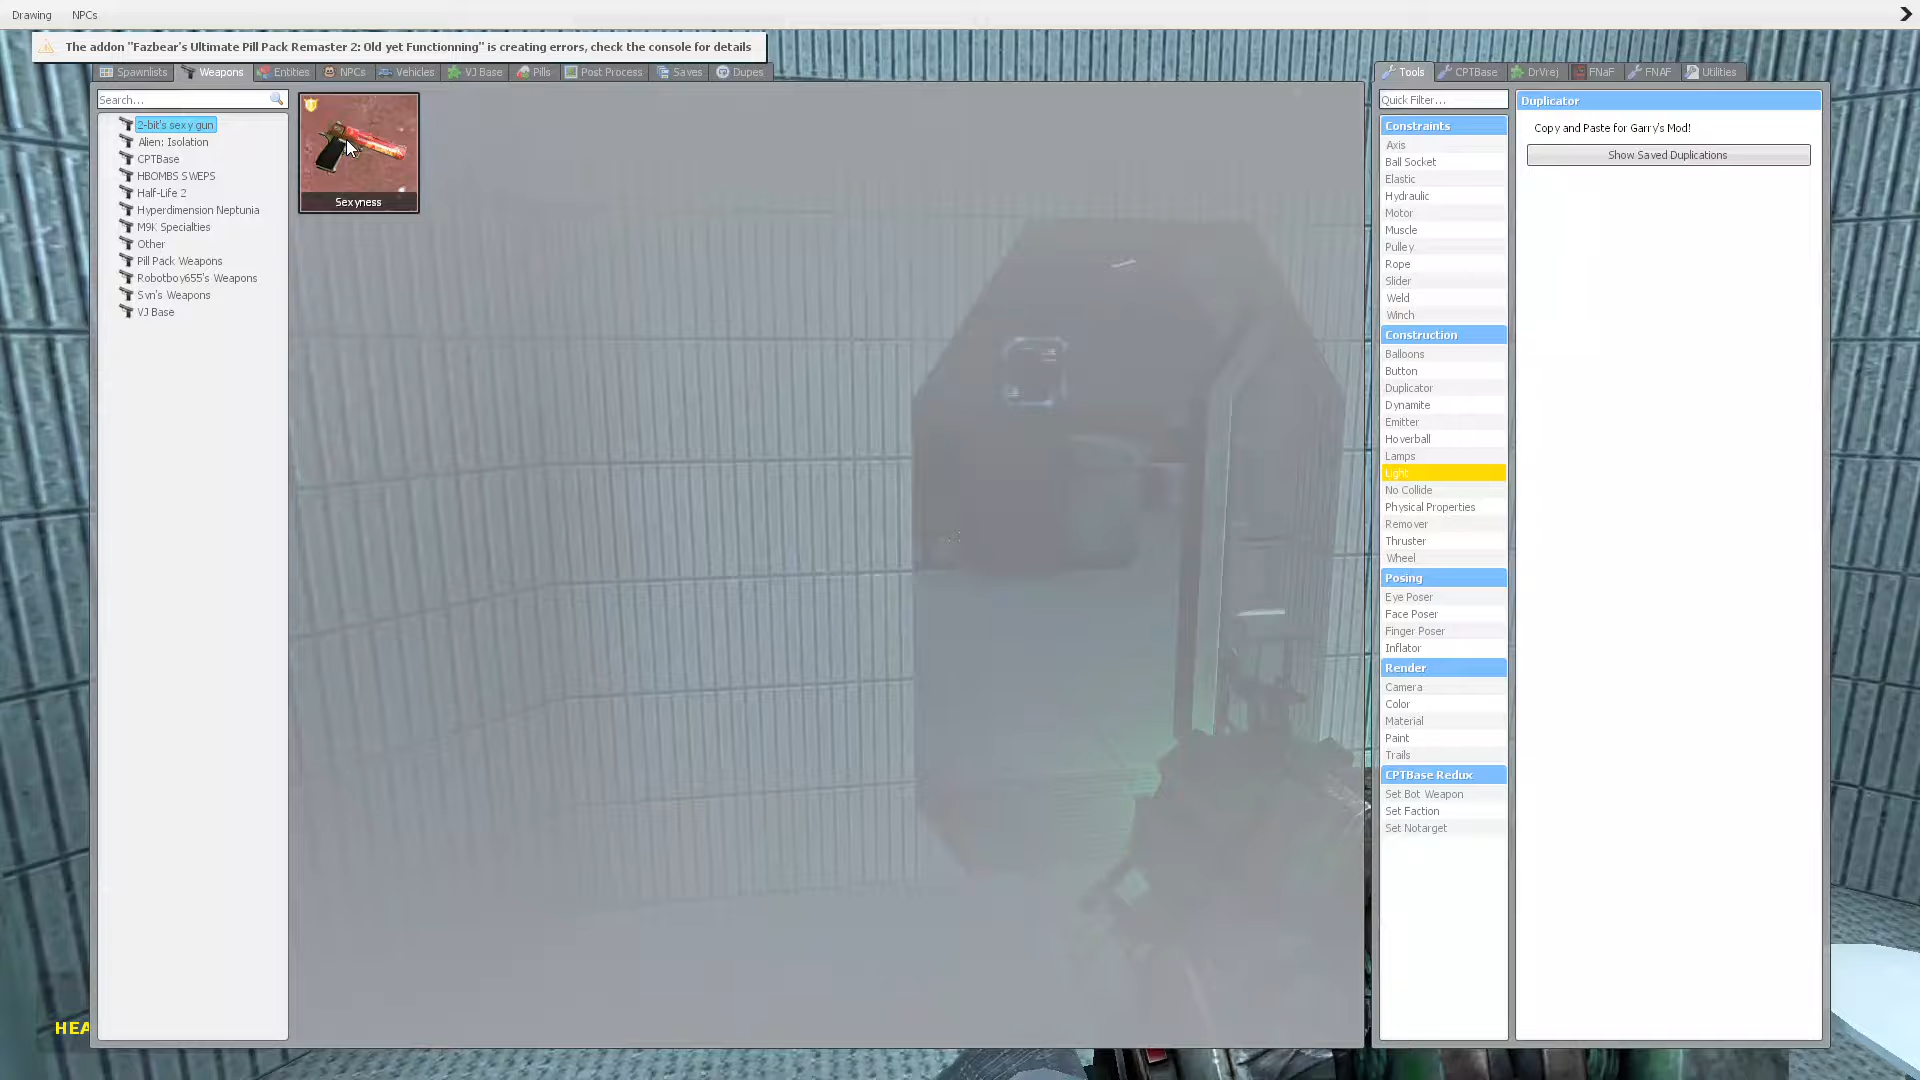 Drawing NPCs
The addon "Fazbear's Ultimate Pill Pack Remaster 2: Old yet Functionning" is creating errors, check the console for details
Spawnlists Weapons Entities NPCs Vehicles VJ Base Pills Post Process Saves Dupes
Search...
2-bit's sexy gun
Alien: Isolation
CPTBase
HBOMBS SWEPS
Half-Life 2
Hyperdimension Neptunia
M9K Specialties
Other
Pill Pack Weapons
Robotboy655's Weapons
Svn's Weapons
VJ Base
Sexyness
HEA
Tools CPTBase DrVrej FNaF FNAF Utilities
Quick Filter...
Constraints
Axis
Ball Socket
Elastic
Hydraulic
Motor
Muscle
Pulley
Rope
Slider
Weld
Winch
Construction
Balloons
Button
Duplicator
Dynamite
Emitter
Hoverball
Lamps
Light
No Collide
Physical Properties
Remover
Thruster
Wheel
Posing
Eye Poser
Face Poser
Finger Poser
Inflator
Render
Camera
Color
Material
Paint
Trails
CPTBase Redux
Set Bot Weapon
Set Faction
Set Notarget
Duplicator
Copy and Paste for Garry's Mod!
Show Saved Duplications